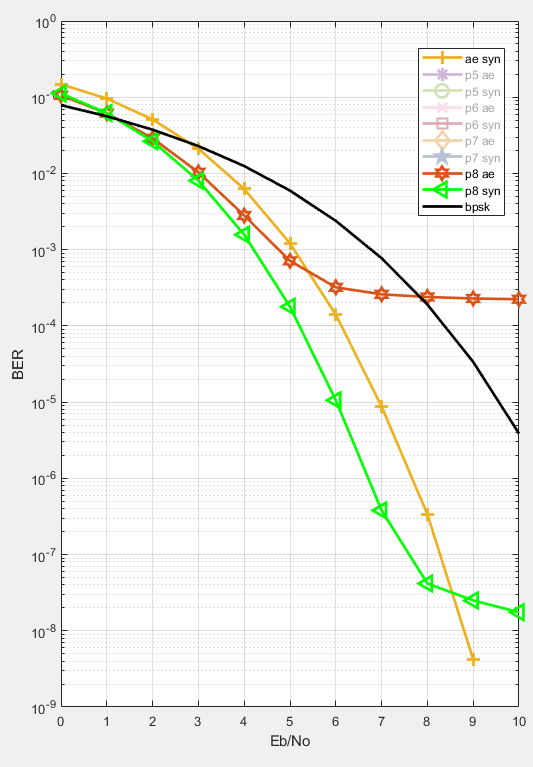 10^0
10^-1
10^-2
10^-3
10^-4
10^-5
10^-6
10^-7
10^-8
10^-9
BER
ae syn
p5 ae
p5 syn
p6 ae
p6 syn
p7 ae
p7 syn
p8 ae
p8 syn
bpsk
0 1 2 3 4 5 6 7 8 9 10
Eb/No